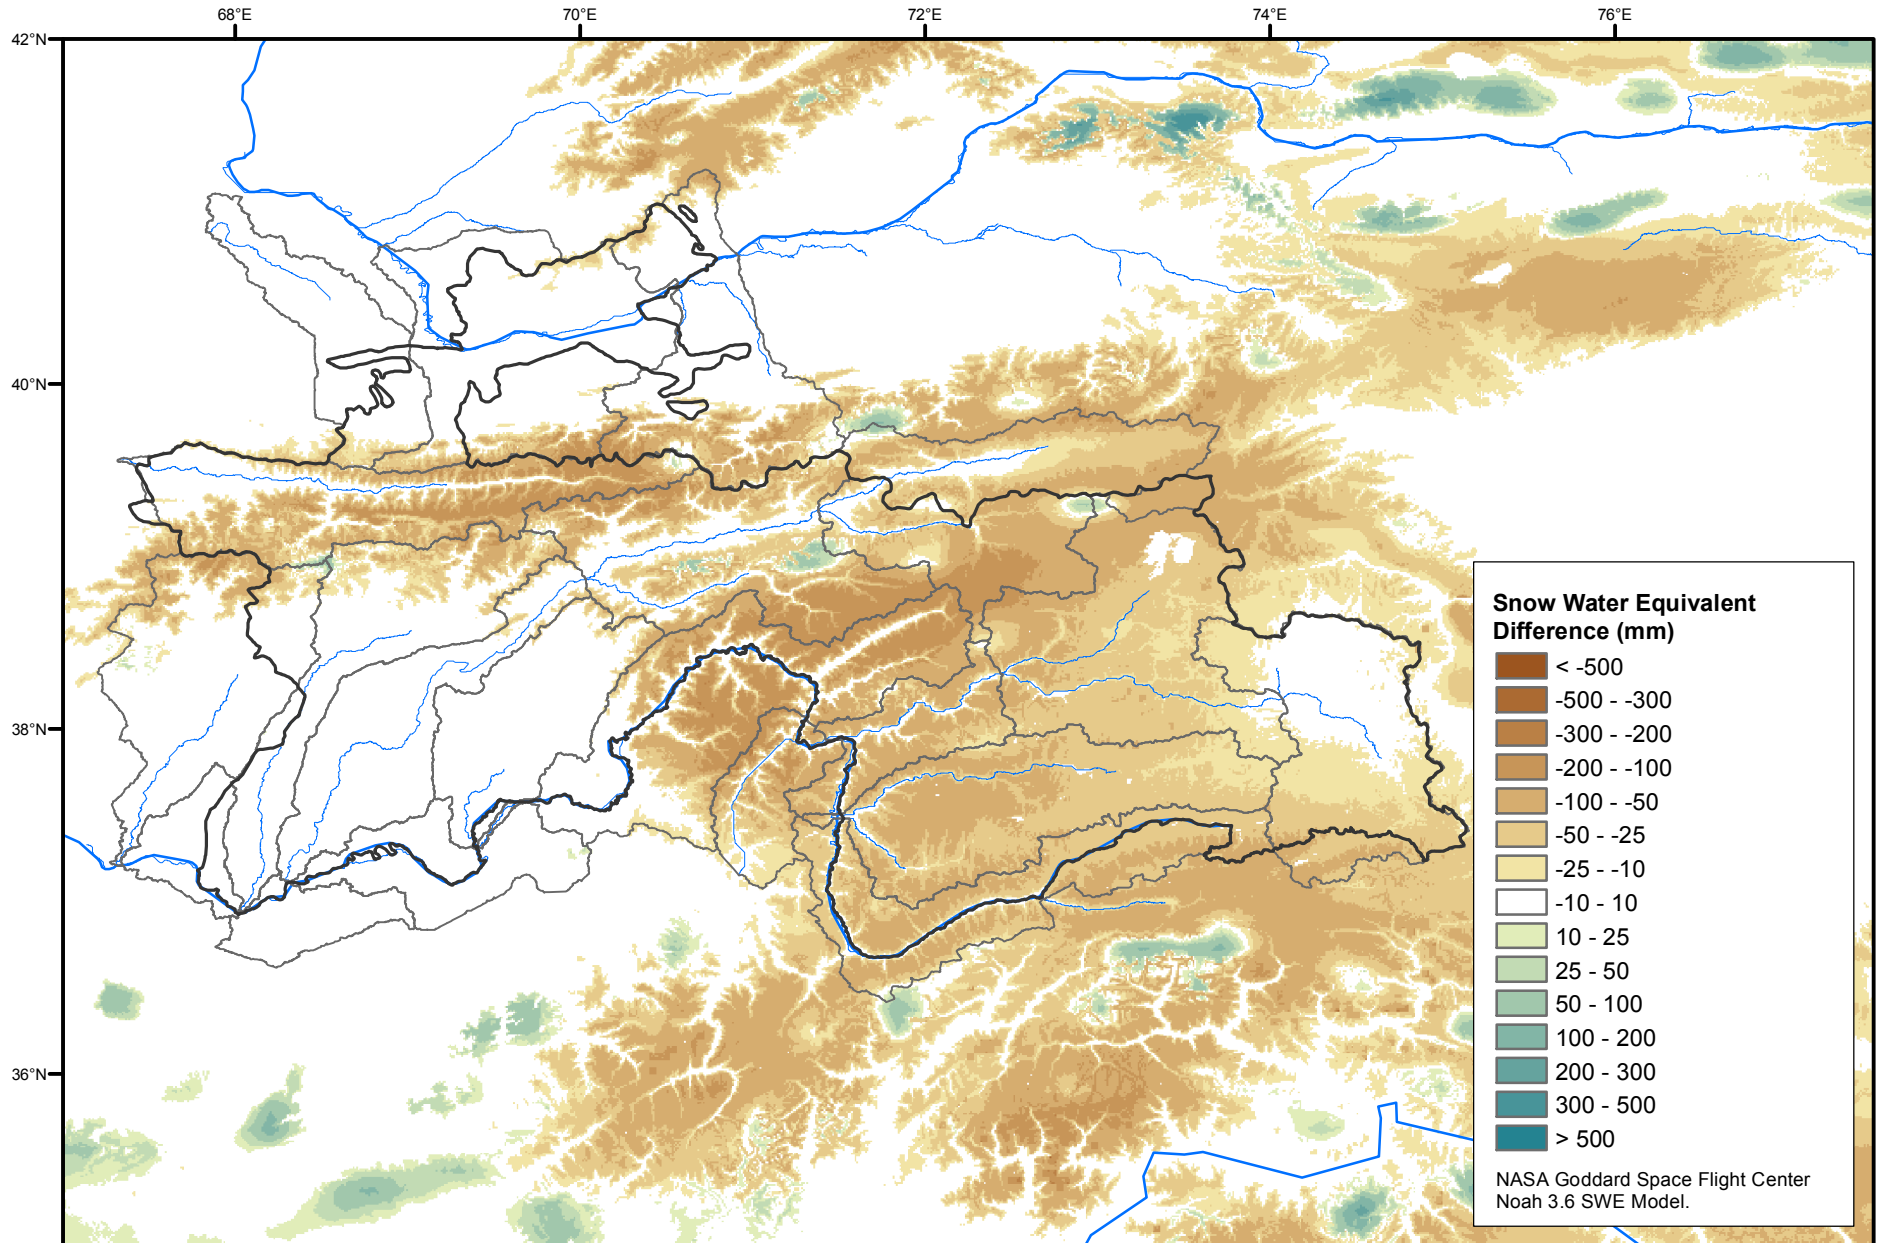 68°E 70°E 72°E 74°E 76°E
42°N
40°N
38°N
36°N
Snow Water Equivalent
Difference (mm)
< -500
-500 - -300
-300 - -200
-200 - -100
-100 - -50
-50 - -25
-25 - -10
-10 - 10
10 - 25
25 - 50
50 - 100
100 - 200
200 - 300
300 - 500
> 500
NASA Goddard Space Flight Center
Noah 3.6 SWE Model.